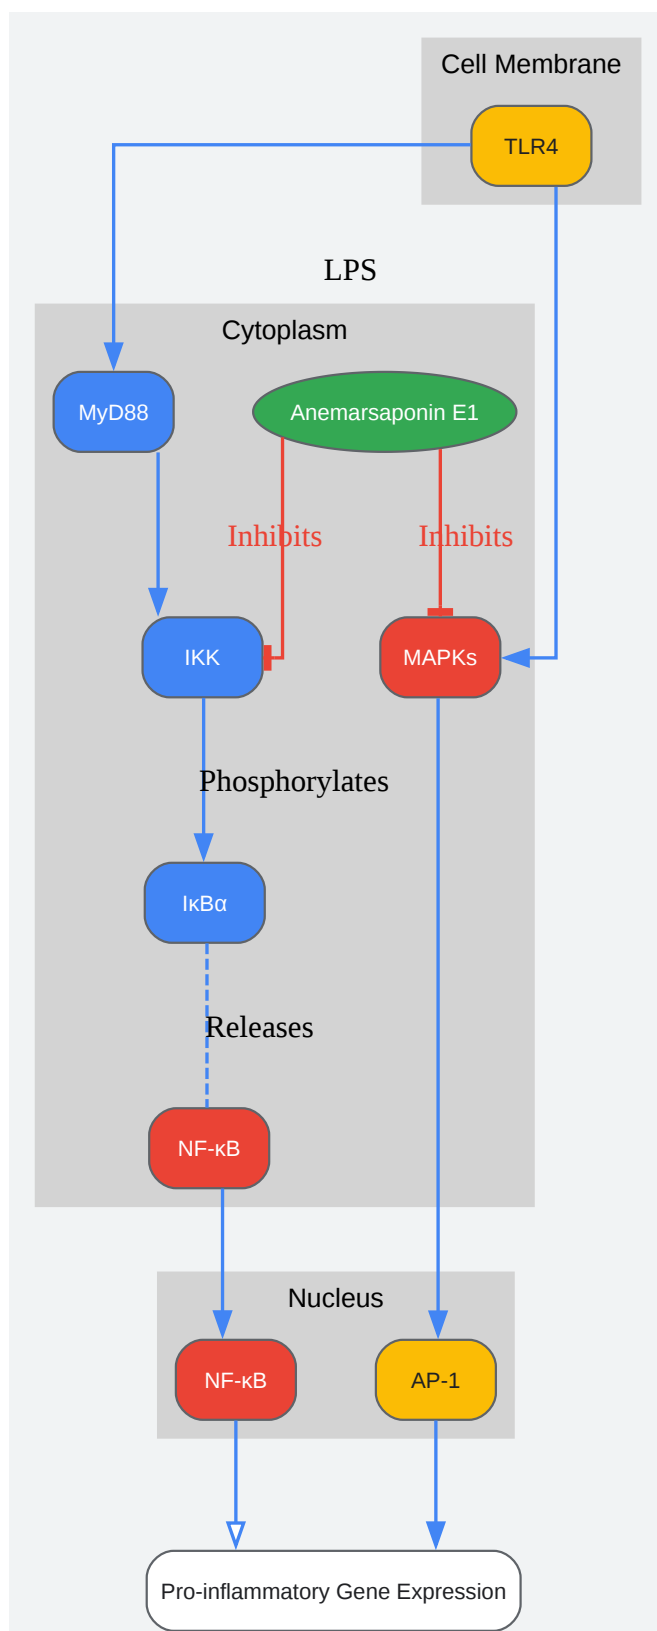 Cell Membrane
TLR4
LPS
Cytoplasm
MyD88
Anemarsaponin E1
Inhibits
Inhibits
IKK
MAPKs
Phosphorylates
IκBα
Releases
NF-κB
Nucleus
NF-κB
AP-1
Pro-inflammatory Gene Expression